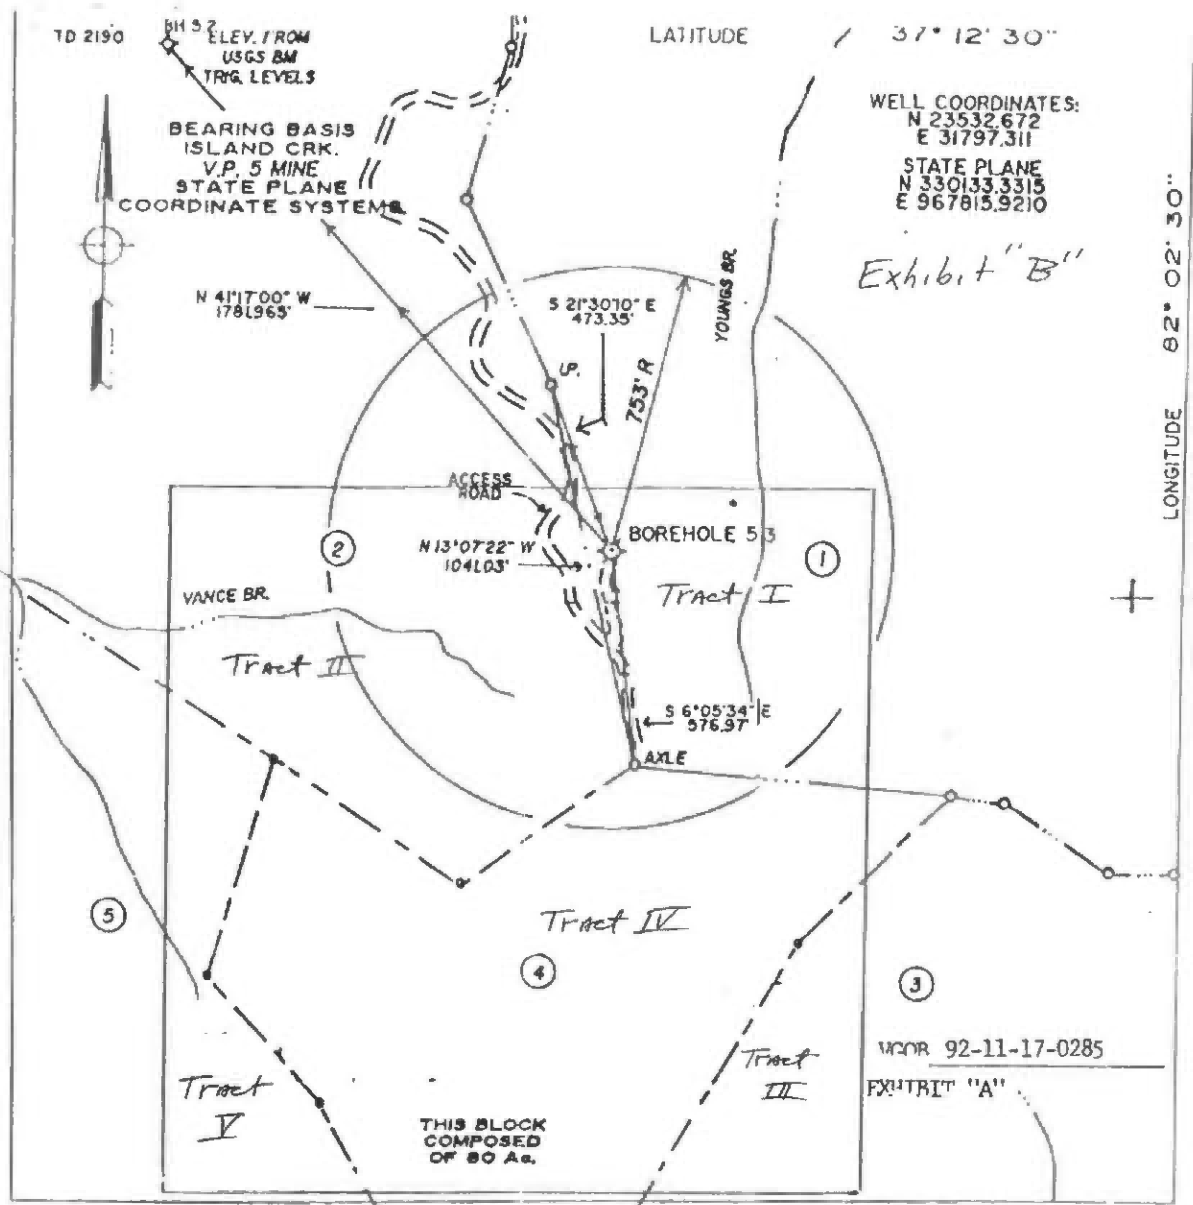 TD 2190
BH 52
ELEV. FROM
USGS BM
TRIG. LEVELS
LATITUDE 37° 12' 30"
WELL COORDINATES:
N 23532.672
E 31797.311
STATE PLANE
N 330133.3315
E 967815.9210
BEARING BASIS
ISLAND CRK.
V.P. 5 MINE
STATE PLANE
COORDINATE SYSTEMS
Exhibit "B"
LONGITUDE 82° 02' 30"
N 41°17'00" W
1781.965'
S 21°30'10" E
473.35'
YOUNGS BR.
753' R
I.P.
ACCESS
ROAD
BOREHOLE 53
2
1
N 13°07'22" W
1041.03'
Tract I
VANCE BR.
Tract II
S 6°05'34" E
576.97'
AXLE
5
Tract IV
4
3
VGOB 92-11-17-0285
EXHIBIT "A"
Tract
III
Tract
V
THIS BLOCK
COMPOSED
OF 80 Ac.